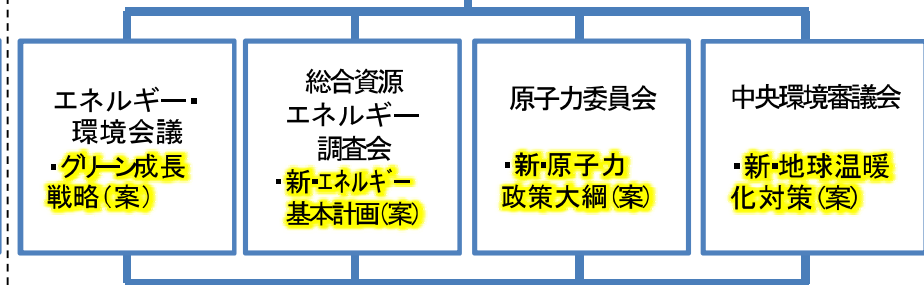 エネルギー・
環境会議
・グリーン成長
戦略(案)
総合資源
エネルギー
調査会
・新・エネルギー
基本計画(案)
原子力委員会
・新・原子力
政策大綱(案)
中央環境審議会
・新・地球温暖
化対策(案)